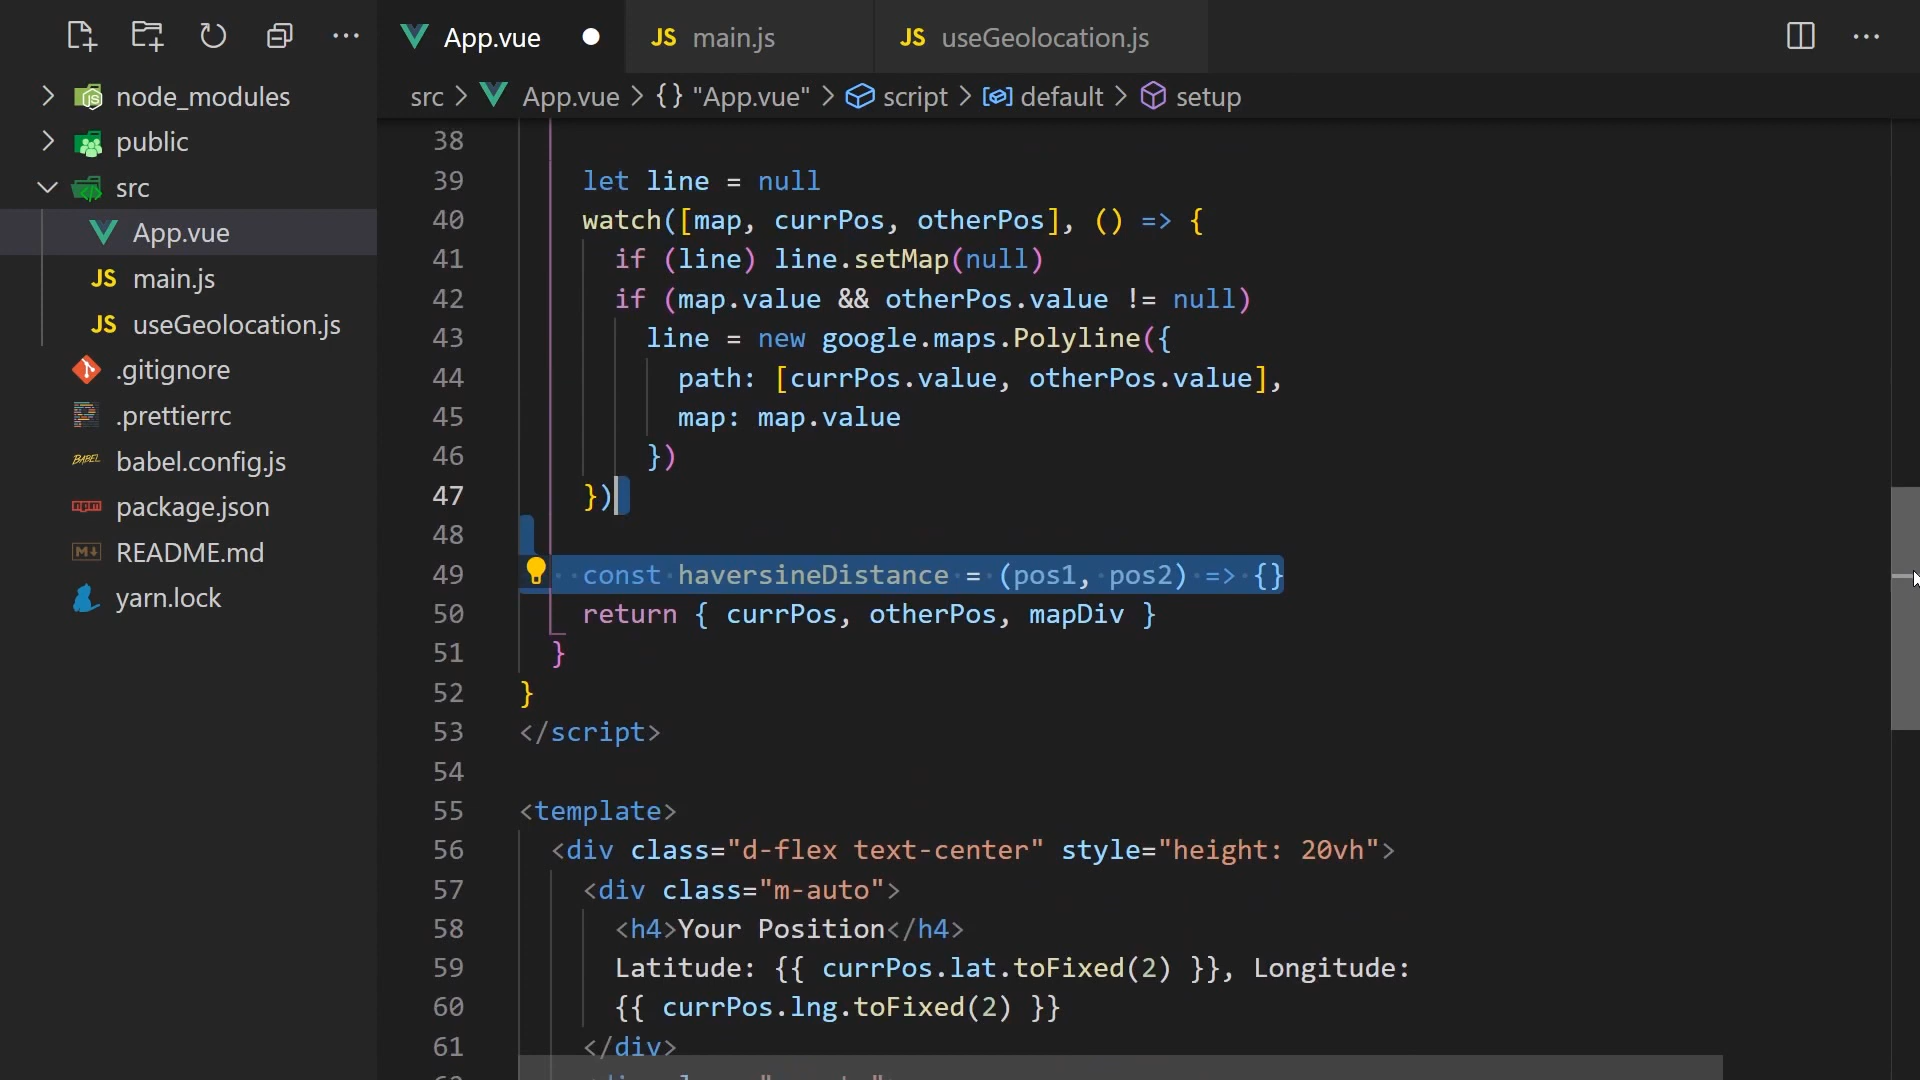 App.vue
main.js
useGeolocation.js
src > App.vue > {} "App.vue" > script > default > setup
node_modules
public
src
App.vue
JS main.js
JS useGeolocation.js
.gitignore
.prettierrc
BABEL babel.config.js
package.json
README.md
yarn.lock
38
39 let line = null
40 watch([map, currPos, otherPos], () => {
41 if (line) line.setMap(null)
42 if (map.value && otherPos.value != null)
43 line = new google.maps.Polyline({
44 path: [currPos.value, otherPos.value],
45 map: map.value
46 })
47 })
48
49 const haversineDistance = (pos1, pos2) => {}
50 return { currPos, otherPos, mapDiv }
51 }
52 }
53 </script>
54
55 <template>
56 <div class="d-flex text-center" style="height: 20vh">
57 <div class="m-auto">
58 <h4>Your Position</h4>
59 Latitude: {{ currPos.lat.toFixed(2) }}, Longitude:
60 {{ currPos.lng.toFixed(2) }}
61 </div>